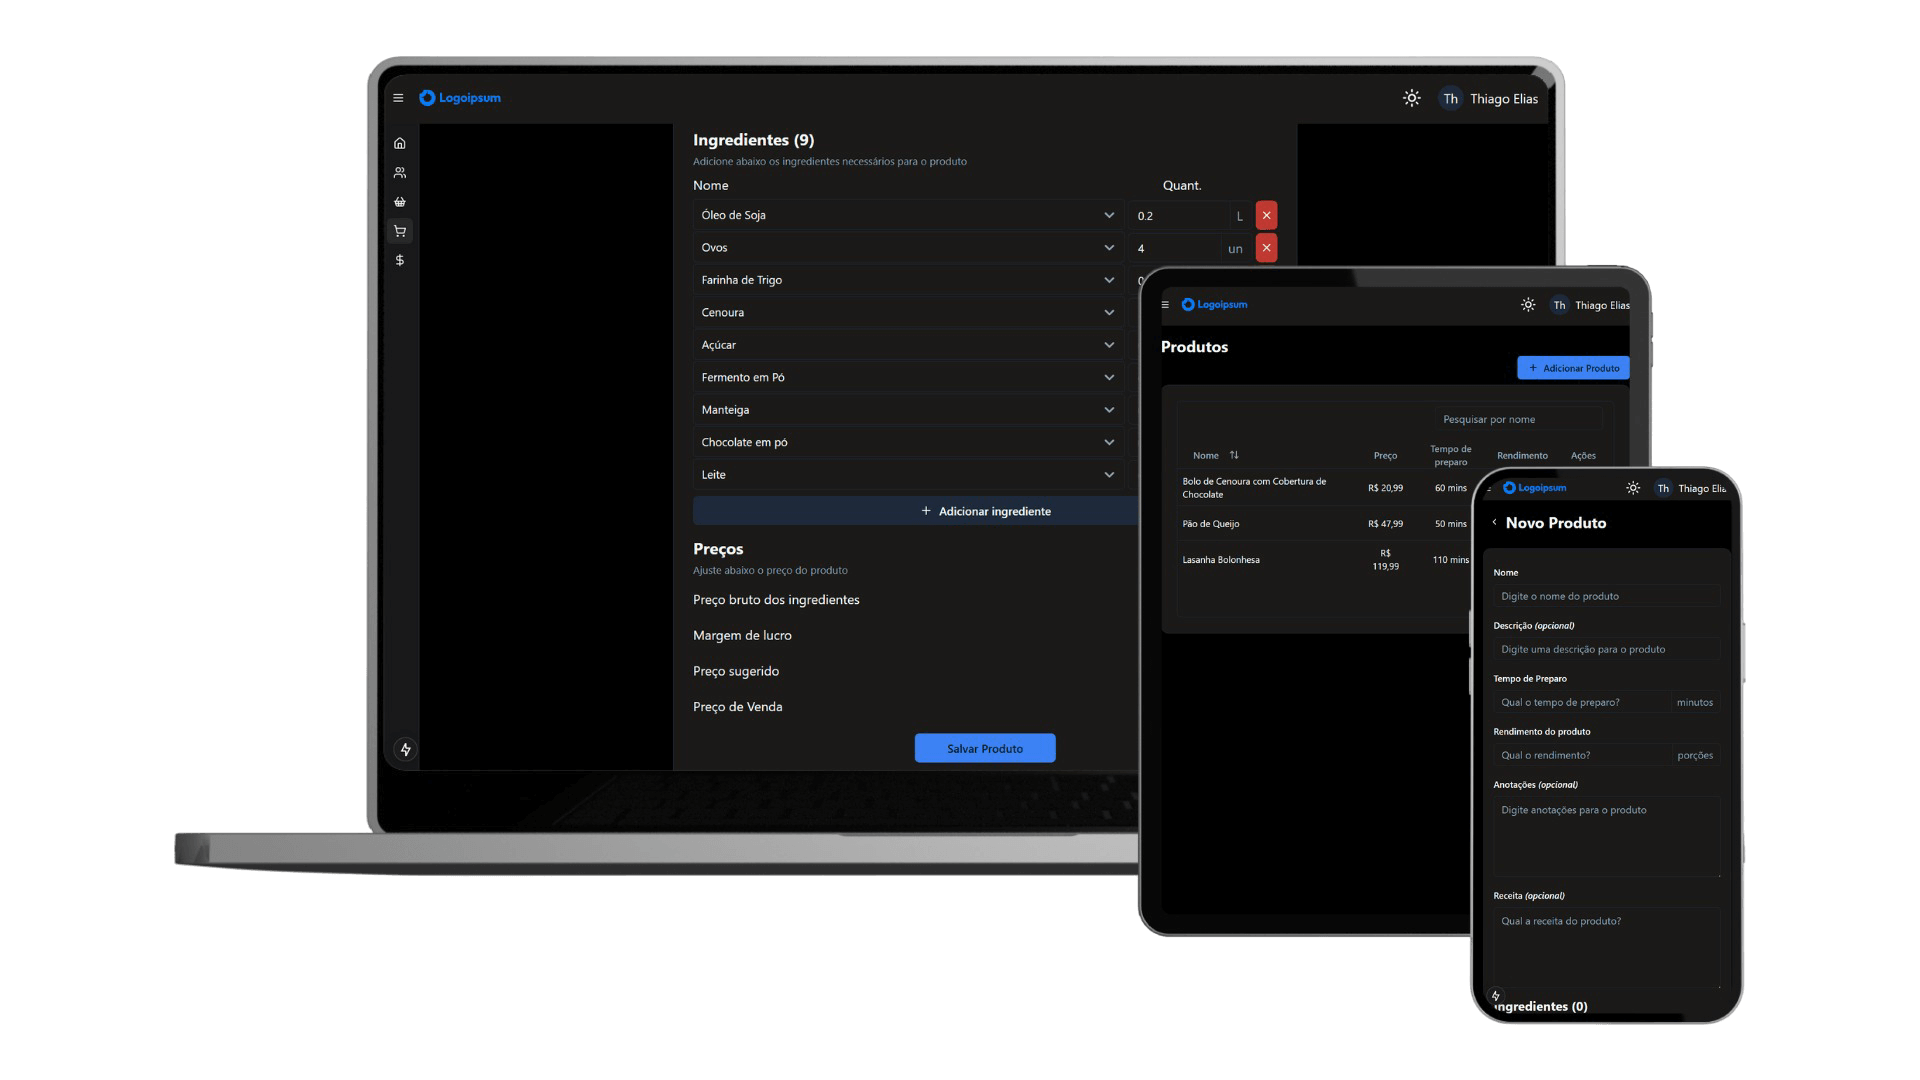 Logoipsum
Th Thiago Elias
Ingredientes (9)
Adicione abaixo os ingredientes necessários para o produto
Nome Quant.
Óleo de Soja 0.2 L
Ovos 4 un
Farinha de Trigo
Cenoura
Açúcar
Fermento em Pó
Manteiga
Chocolate em pó
Leite
+ Adicionar ingrediente
Preços
Ajuste abaixo o preço do produto
Preço bruto dos ingredientes
Margem de lucro
Preço sugerido
Preço de Venda
Salvar Produto
Logoipsum
Th Thiago Elias
Produtos
+ Adicionar Produto
Pesquisar por nome
Nome Preço Tempo de preparo Rendimento Ações
Bolo de Cenoura com Cobertura de
Chocolate R$ 20,99 60 mins
Pão de Queijo R$ 47,99 50 mins
Lasanha Bolonhesa R$ 119,99 110 mins
Logoipsum
Th Thiago Elia
Novo Produto
Nome
Digite o nome do produto
Descrição (opcional)
Digite uma descrição para o produto
Tempo de Preparo
Qual o tempo de preparo? minutos
Rendimento do produto
Qual o rendimento? porções
Anotações (opcional)
Digite anotações para o produto
Receita (opcional)
Qual a receita do produto?
Ingredientes (0)